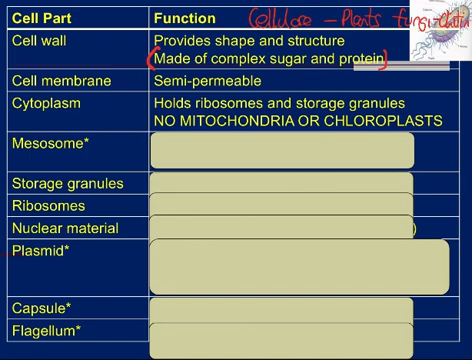 Cell Part Function Cellulose - Plants fungi-Chitin
Cell wall Provides shape and structure
(Made of complex sugar and protein)
Cell membrane Semi-permeable
Cytoplasm Holds ribosomes and storage granules
NO MITOCHONDRIA OR CHLOROPLASTS
Mesosome*
Storage granules
Ribosomes
Nuclear material )
Plasmid*
Capsule*
Flagellum*